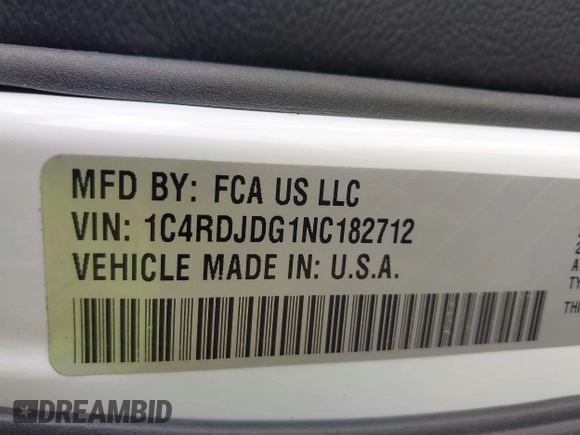 MFD BY: FCA US LLC
VIN: 1C4RDJDG1NC182712
VEHICLE MADE IN: U.S.A.
DREAMBID